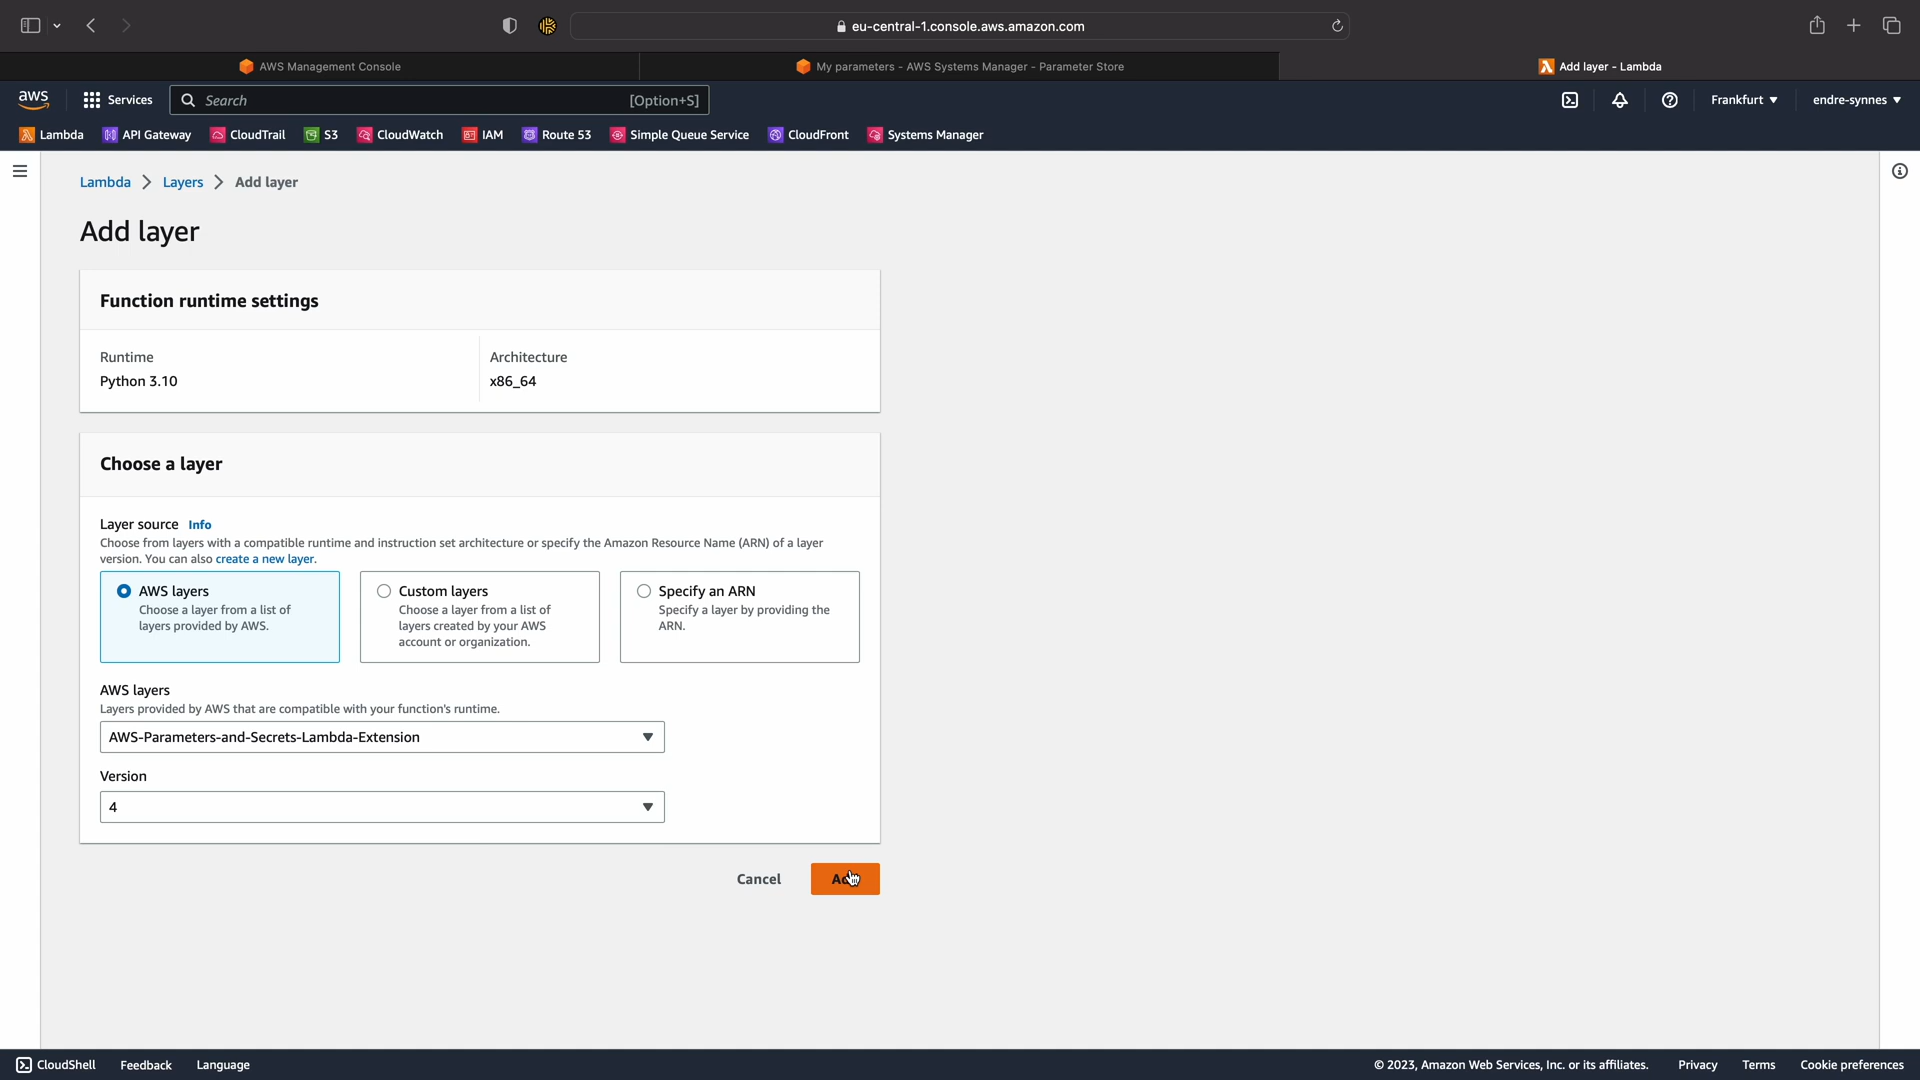 eu-central-1.console.aws.amazon.com
AWS Management Console
My parameters - AWS Systems Manager - Parameter Store
Add layer - Lambda
aws
Services
Search
[Option+S]
Frankfurt
endre-synnes
Lambda
API Gateway
CloudTrail
S3
CloudWatch
IAM
Route 53
Simple Queue Service
CloudFront
Systems Manager
Lambda > Layers > Add layer
Add layer
Function runtime settings
Runtime
Python 3.10
Architecture
x86_64
Choose a layer
Layer source Info
Choose from layers with a compatible runtime and instruction set architecture or specify the Amazon Resource Name (ARN) of a layer
version. You can also create a new layer.
AWS layers
Choose a layer from a list of
layers provided by AWS.
Custom layers
Choose a layer from a list of
layers created by your AWS
account or organization.
Specify an ARN
Specify a layer by providing the
ARN.
AWS layers
Layers provided by AWS that are compatible with your function's runtime.
AWS-Parameters-and-Secrets-Lambda-Extension
Version
4
Cancel
CloudShell
Feedback
Language
© 2023, Amazon Web Services, Inc. or its affiliates.
Privacy
Terms
Cookie preferences